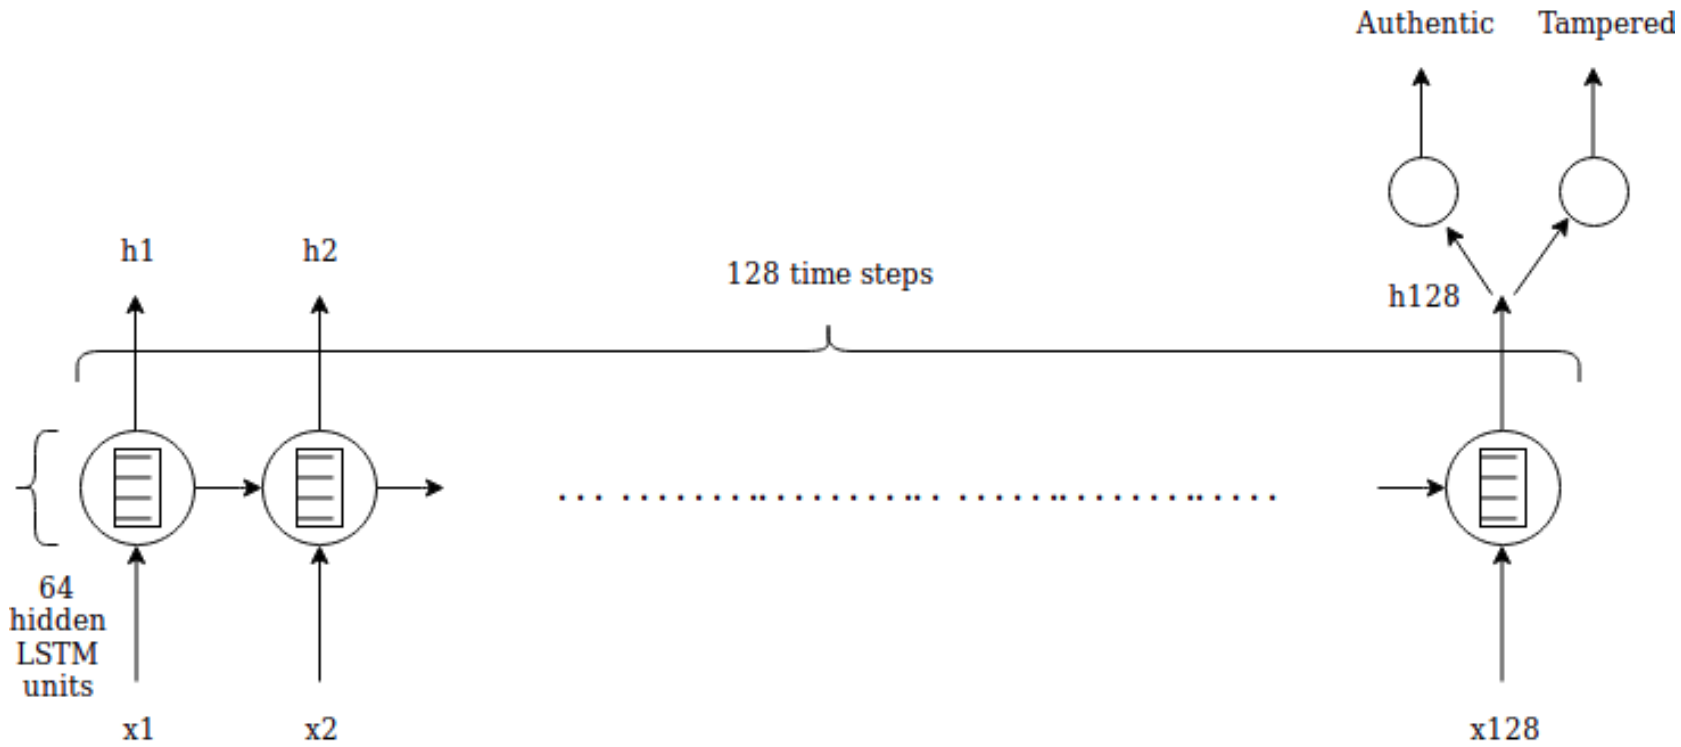 Authentic Tampered
h1 h2
128 time steps
h128
64
hidden
LSTM
units
x1 x2 x128